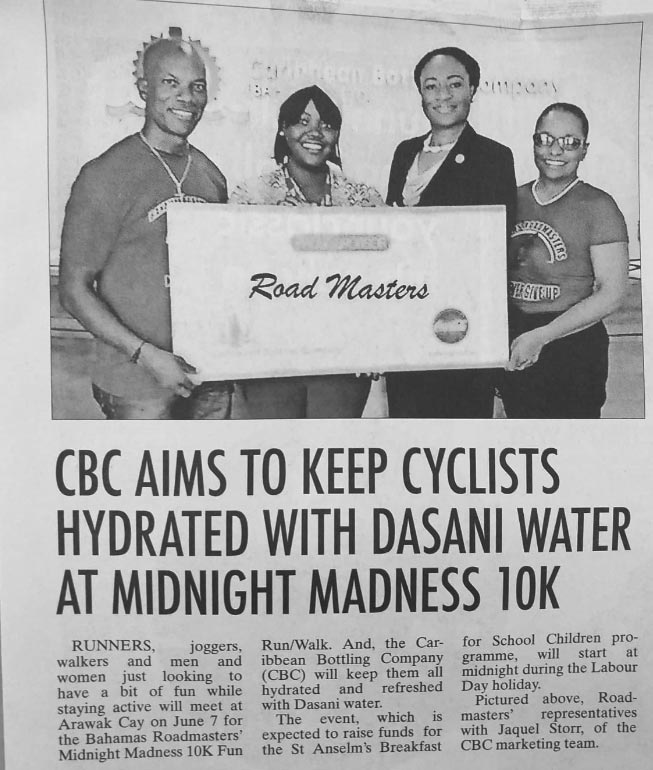 Caribbean Bottling Company
Road Masters
CBC AIMS TO KEEP CYCLISTS
HYDRATED WITH DASANI WATER
AT MIDNIGHT MADNESS 10K
RUNNERS, joggers,
walkers and men and
women just looking to
have a bit of fun while
staying active will meet at
Arawak Cay on June 7 for
the Bahamas Roadmasters'
Midnight Madness 10K Fun
Run/Walk. And, the Car-
ibbean Bottling Company
(CBC) will keep them all
hydrated and refreshed
with Dasani water.
The event, which is
expected to raise funds for
the St Anselm's Breakfast
for School Children pro-
gramme, will start at
midnight during the Labour
Day holiday.
Pictured above, Road-
masters' representatives
with Jaquel Storr, of the
CBC marketing team.